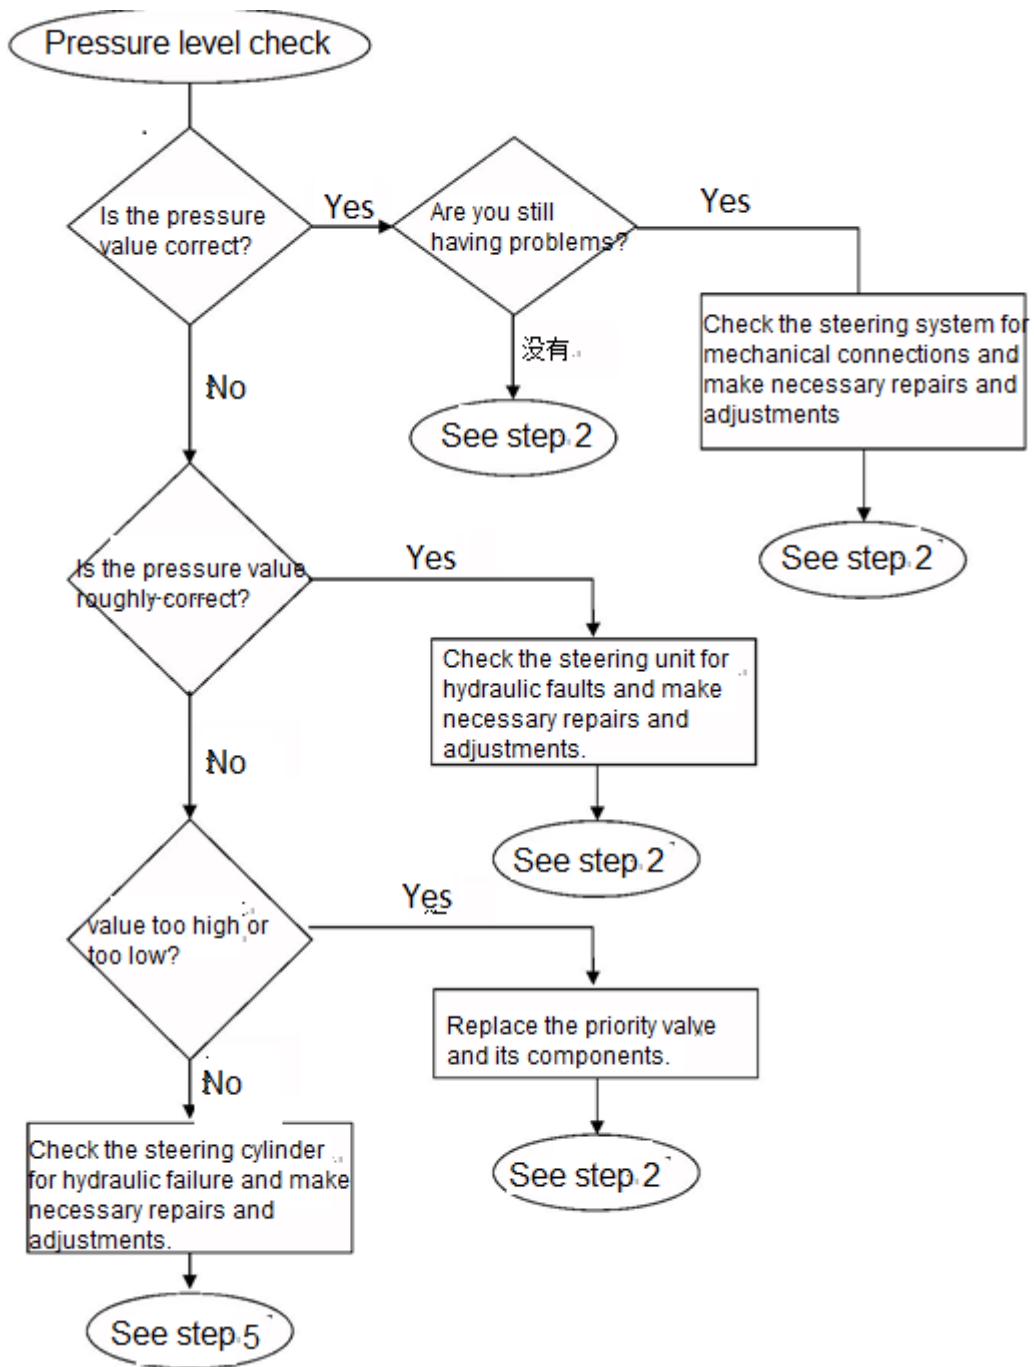 Pressure level check
Is the pressure
value correct?
Yes
Are you still
having problems?
Yes
Check the steering system for
mechanical connections and
make necessary repairs and
adjustments
没有
See step 2
See step 2
No
Is the pressure value
roughly correct?
Yes
Check the steering unit for
hydraulic faults and make
necessary repairs and
adjustments.
See step 2
No
value too high or
too low?
Yes
Replace the priority valve
and its components.
See step 2
No
Check the steering cylinder
for hydraulic failure and make
necessary repairs and
adjustments.
See step 5